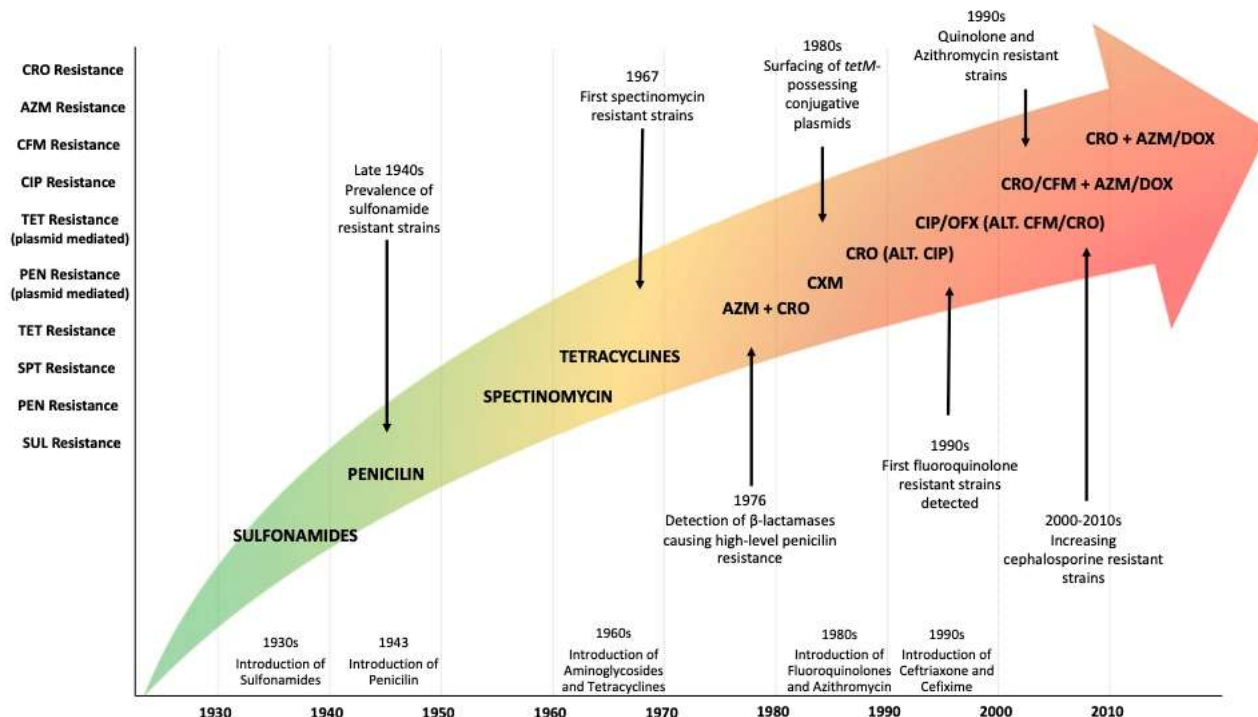 CRO Resistance
AZM Resistance
CFM Resistance
CIP Resistance
TET Resistance
(plasmid mediated)
PEN Resistance
(plasmid mediated)
TET Resistance
SPT Resistance
PEN Resistance
SUL Resistance
Late 1940s
Prevalence of
sulfonamide
resistant strains
1967
First spectinomycin
resistant strains
1980s
Surfacing of tetM-
possessing
conjugative
plasmids
1990s
Quinolone and
Azithromycin resistant
strains
CRO + AZM/DOX
CRO/CFM + AZM/DOX
CIP/OFX (ALT. CFM/CRO)
CRO (ALT. CIP)
CXM
AZM + CRO
TETRACYCLINES
SPECTINOMYCIN
PENICILIN
SULFONAMIDES
1976
Detection of β-lactamases
causing high-level penicilin
resistance
1990s
First fluoroquinolone
resistant strains
detected
2000-2010s
Increasing
cephalosporine resistant
strains
1930s
Introduction of
Sulfonamides
1943
Introduction of
Penicilin
1960s
Introduction of
Aminoglycosides
and Tetracyclines
1980s
Introduction of
Fluoroquinolones
and Azithromycin
1990s
Introduction of
Ceftriaxone and
Cefixime
1930 1940 1950 1960 1970 1980 1990 2000 2010